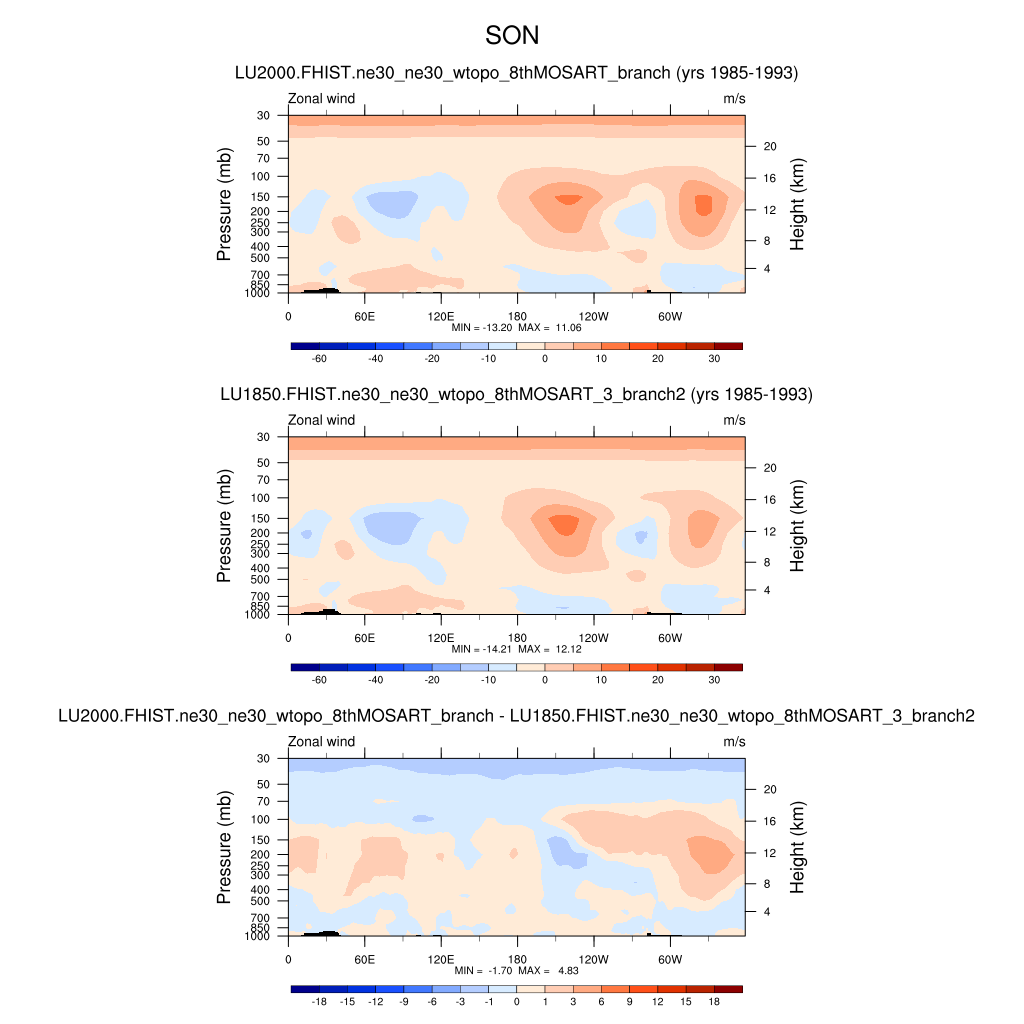 SON
LU2000.FHIST.ne30_ne30_wtopo_8thMOSART_branch (yrs 1985-1993)
Zonal wind m/s
30
50
70
100
150
200
250
300
400
500
700
850
1000
Pressure (mb)
20
16
12
8
4
Height (km)
0 60E 120E 180 120W 60W
MIN = -13.20 MAX = 11.06
-60 -40 -20 -10 0 10 20 30
LU1850.FHIST.ne30_ne30_wtopo_8thMOSART_3_branch2 (yrs 1985-1993)
Zonal wind m/s
30
50
70
100
150
200
250
300
400
500
700
850
1000
Pressure (mb)
20
16
12
8
4
Height (km)
0 60E 120E 180 120W 60W
MIN = -14.21 MAX = 12.12
-60 -40 -20 -10 0 10 20 30
LU2000.FHIST.ne30_ne30_wtopo_8thMOSART_branch - LU1850.FHIST.ne30_ne30_wtopo_8thMOSART_3_branch2
Zonal wind m/s
30
50
70
100
150
200
250
300
400
500
700
850
1000
Pressure (mb)
20
16
12
8
4
Height (km)
0 60E 120E 180 120W 60W
MIN = -1.70 MAX = 4.83
-18 -15 -12 -9 -6 -3 -1 0 1 3 6 9 12 15 18